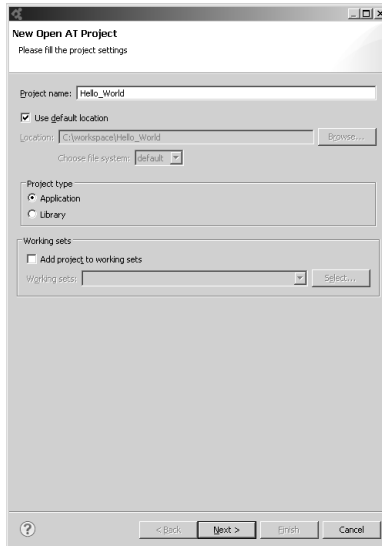 New Open AT Project
Please fill the project settings
Project name: Hello_World
Use default location
Location: C:\workspace\Hello_World Browse...
Choose file system: default
Project type
Application
Library
Working sets
Add project to working sets
Working sets: Select...
? < Back Next > Finish Cancel